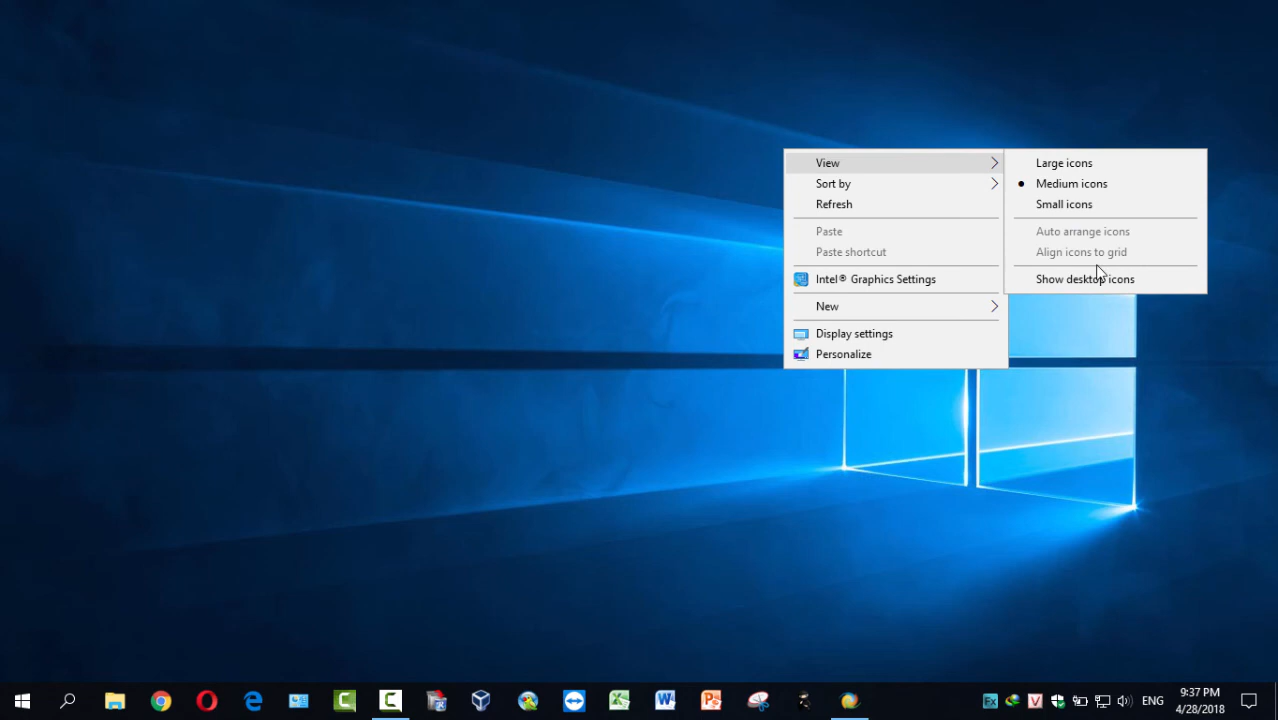 View
Large icons
Sort by
Medium icons
Refresh
Small icons
Paste
Auto arrange icons
Paste shortcut
Align icons to grid
Intel® Graphics Settings
Show desktop icons
New
Display settings
Personalize
Fx
V
ENG
9:37 PM
4/28/2018